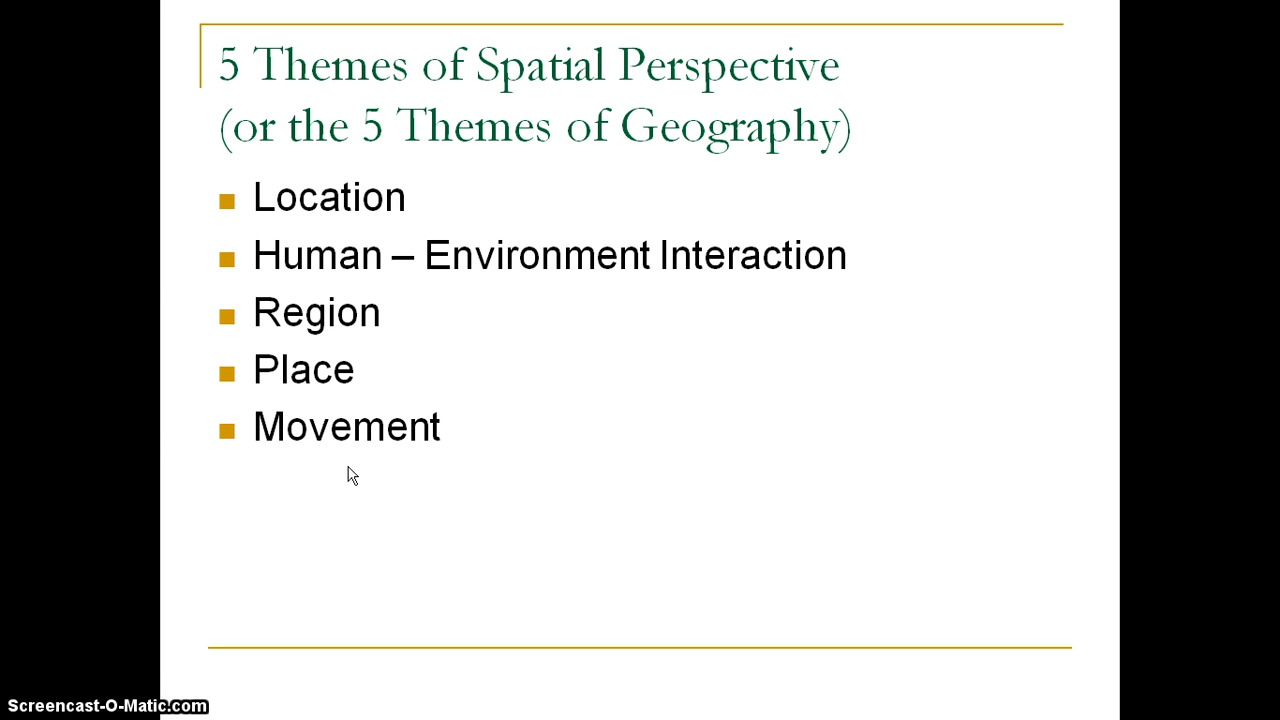 5 Themes of Spatial Perspective
(or the 5 Themes of Geography)
Location
Human – Environment Interaction
Region
Place
Movement
Screencast-O-Matic.com